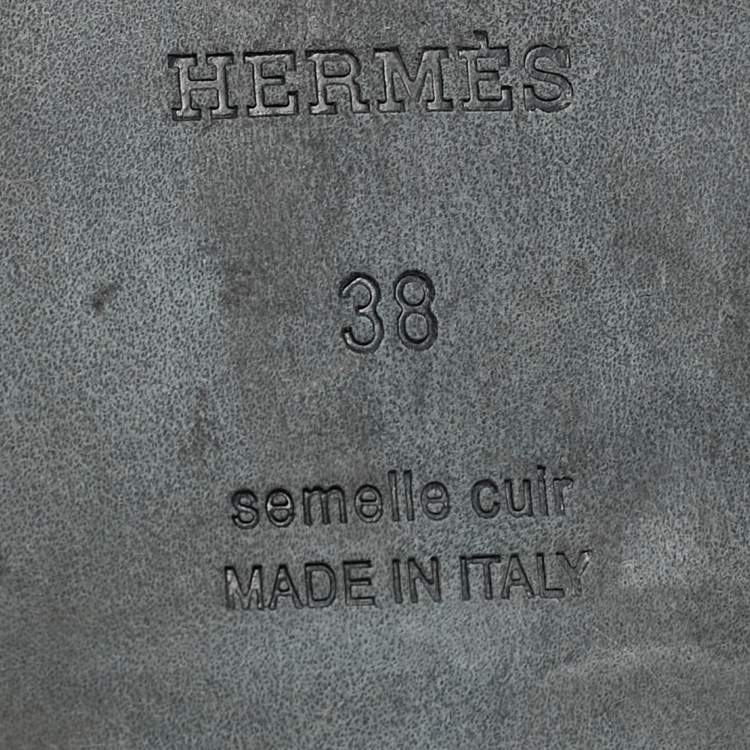 HERMÈS
38
semelle cuir
MADE IN ITALY